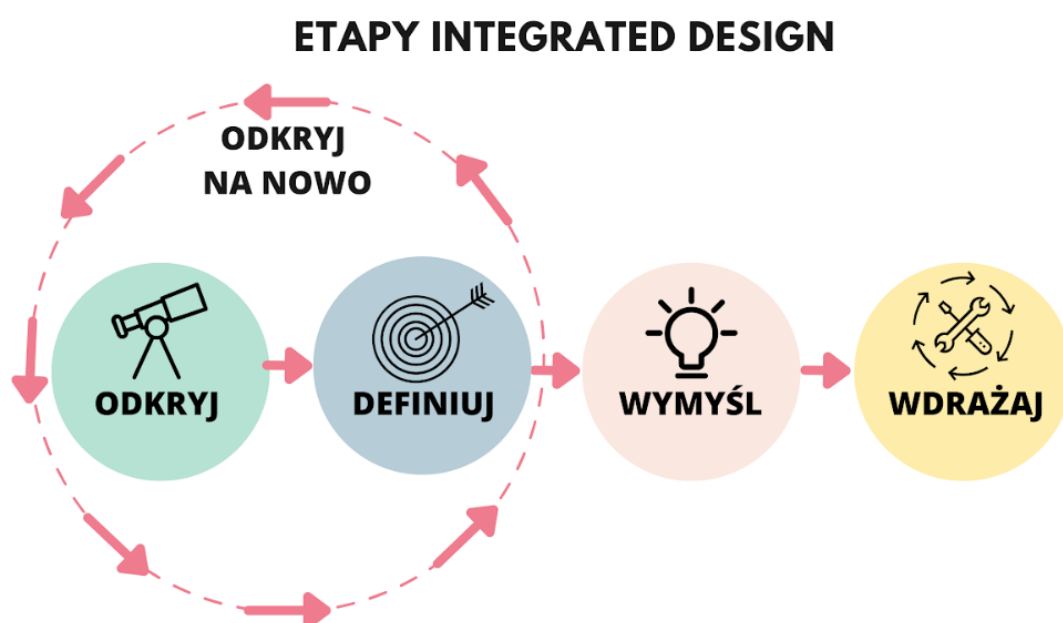 ETAPY INTEGRATED DESIGN
ODKRYJ
NA NOWO
ODKRYJ
DEFINIUJ
WYMYŚL
WDRAŻAJ